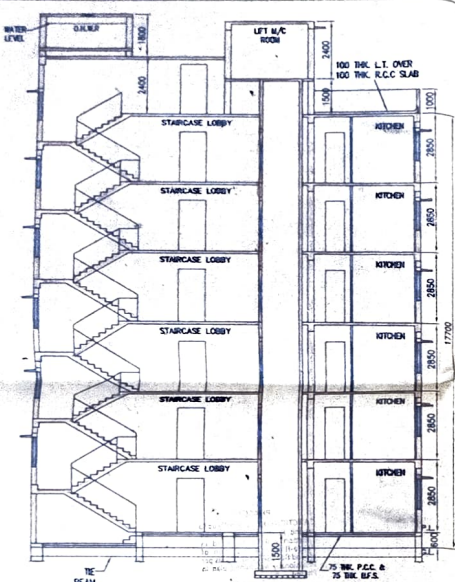 WATER
LEVEL
O.H.W.R
1800
LIFT M/C
ROOM
2400
2400
1500
100 THK. L.T. OVER
100 THK. R.C.C SLAB
1000
STAIRCASE LOBBY
KITCHEN
2850
STAIRCASE LOBBY
KITCHEN
2850
STAIRCASE LOBBY
KITCHEN
2850
17700
STAIRCASE LOBBY
KITCHEN
2850
STAIRCASE LOBBY
KITCHEN
2850
STAIRCASE LOBBY
KITCHEN
2850
1500
600
TIE
BEAM
75 THK. P.C.C. &
75 THK. B.F.S.